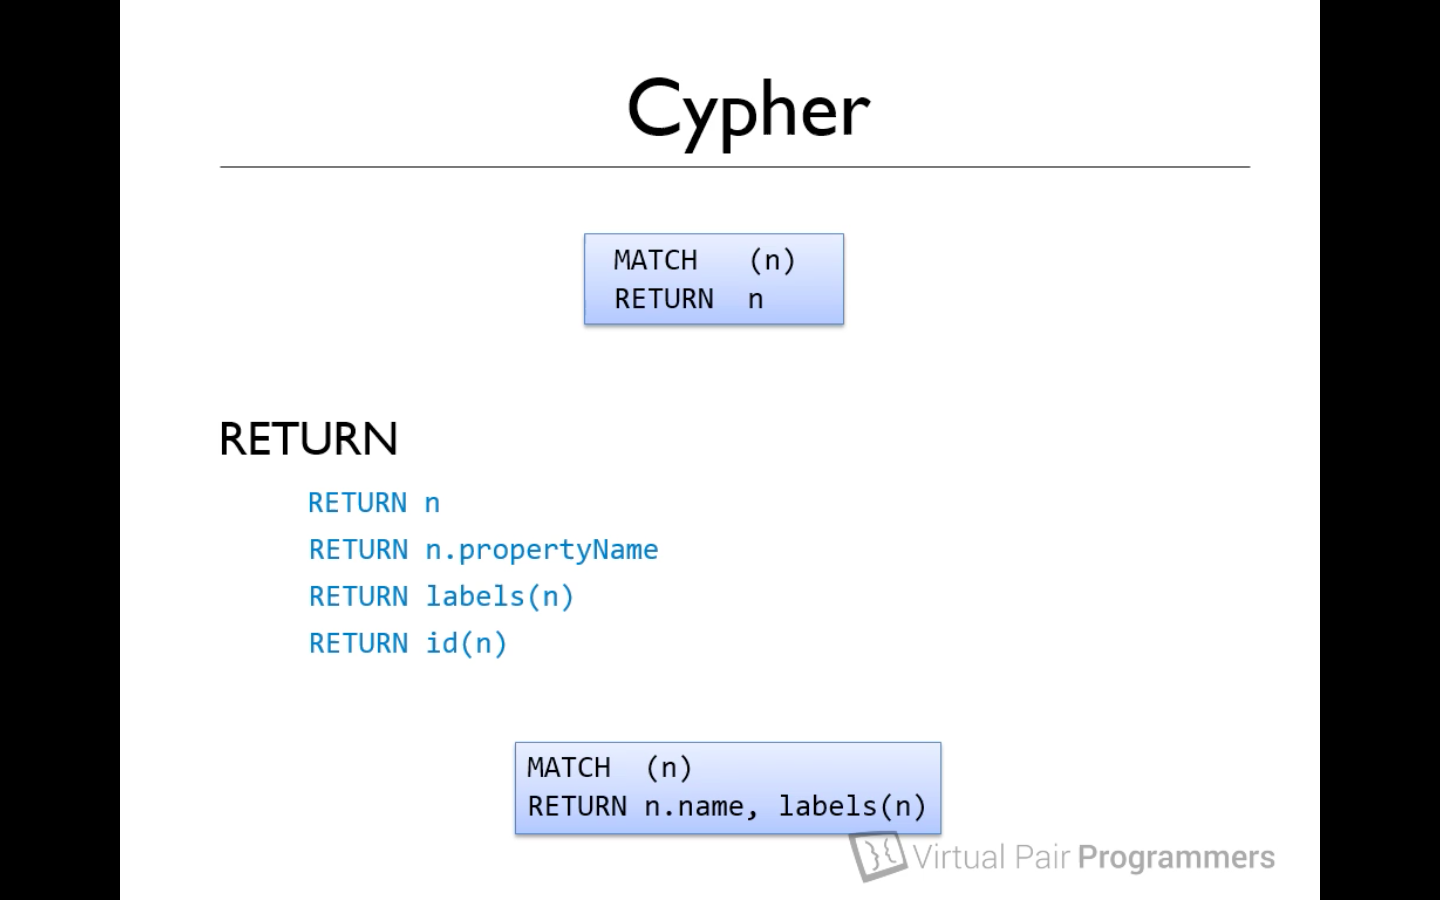 Cypher
MATCH (n)
RETURN n
RETURN
RETURN n
RETURN n.propertyName
RETURN labels(n)
RETURN id(n)
MATCH (n)
RETURN n.name, labels(n)
Virtual Pair Programmers